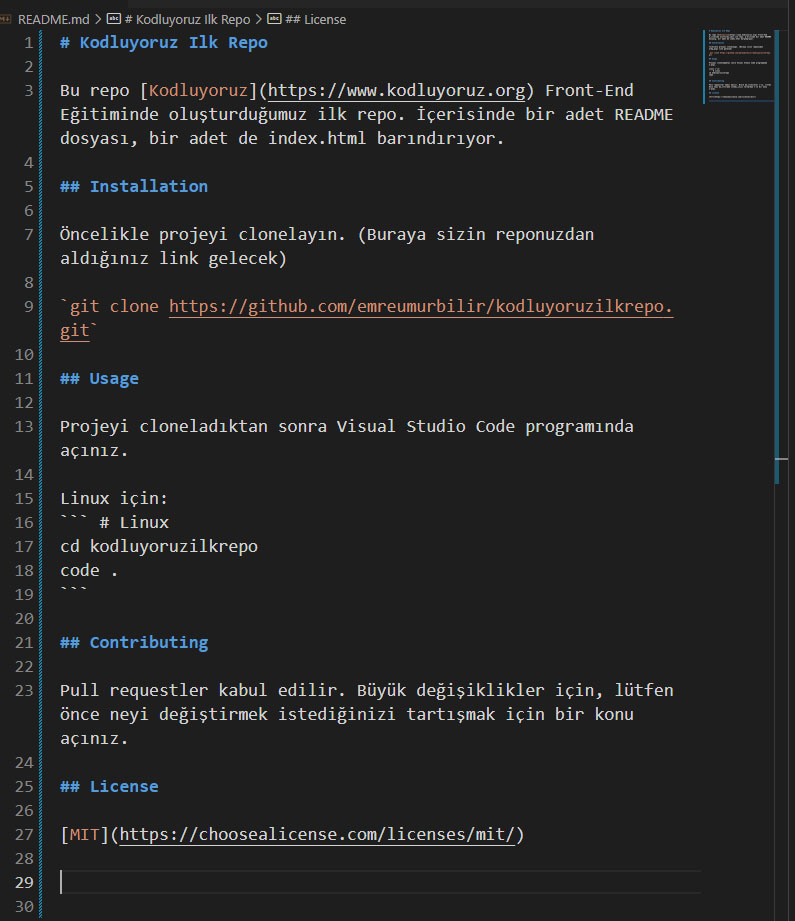 README.md > # Kodluyoruz Ilk Repo > ## License
1 # Kodluyoruz Ilk Repo
2
3 Bu repo [Kodluyoruz](https://www.kodluyoruz.org) Front-End
Eğitiminde oluşturduğumuz ilk repo. İçerisinde bir adet README
dosyası, bir adet de index.html barındırıyor.
4
5 ## Installation
6
7 Öncelikle projeyi clonelayın. (Buraya sizin reponuzdan
aldığınız link gelecek)
8
9 `git clone https://github.com/emreumurbilir/kodluyoruzilkrepo.
git`
10
11 ## Usage
12
13 Projeyi cloneladıktan sonra Visual Studio Code programında
açınız.
14
15 Linux için:
16 ``` # Linux
17 cd kodluyoruzilkrepo
18 code .
19 ```
20
21 ## Contributing
22
23 Pull requestler kabul edilir. Büyük değişiklikler için, lütfen
önce neyi değiştirmek istediğinizi tartışmak için bir konu
açınız.
24
25 ## License
26
27 [MIT](https://choosealicense.com/licenses/mit/)
28
29
30